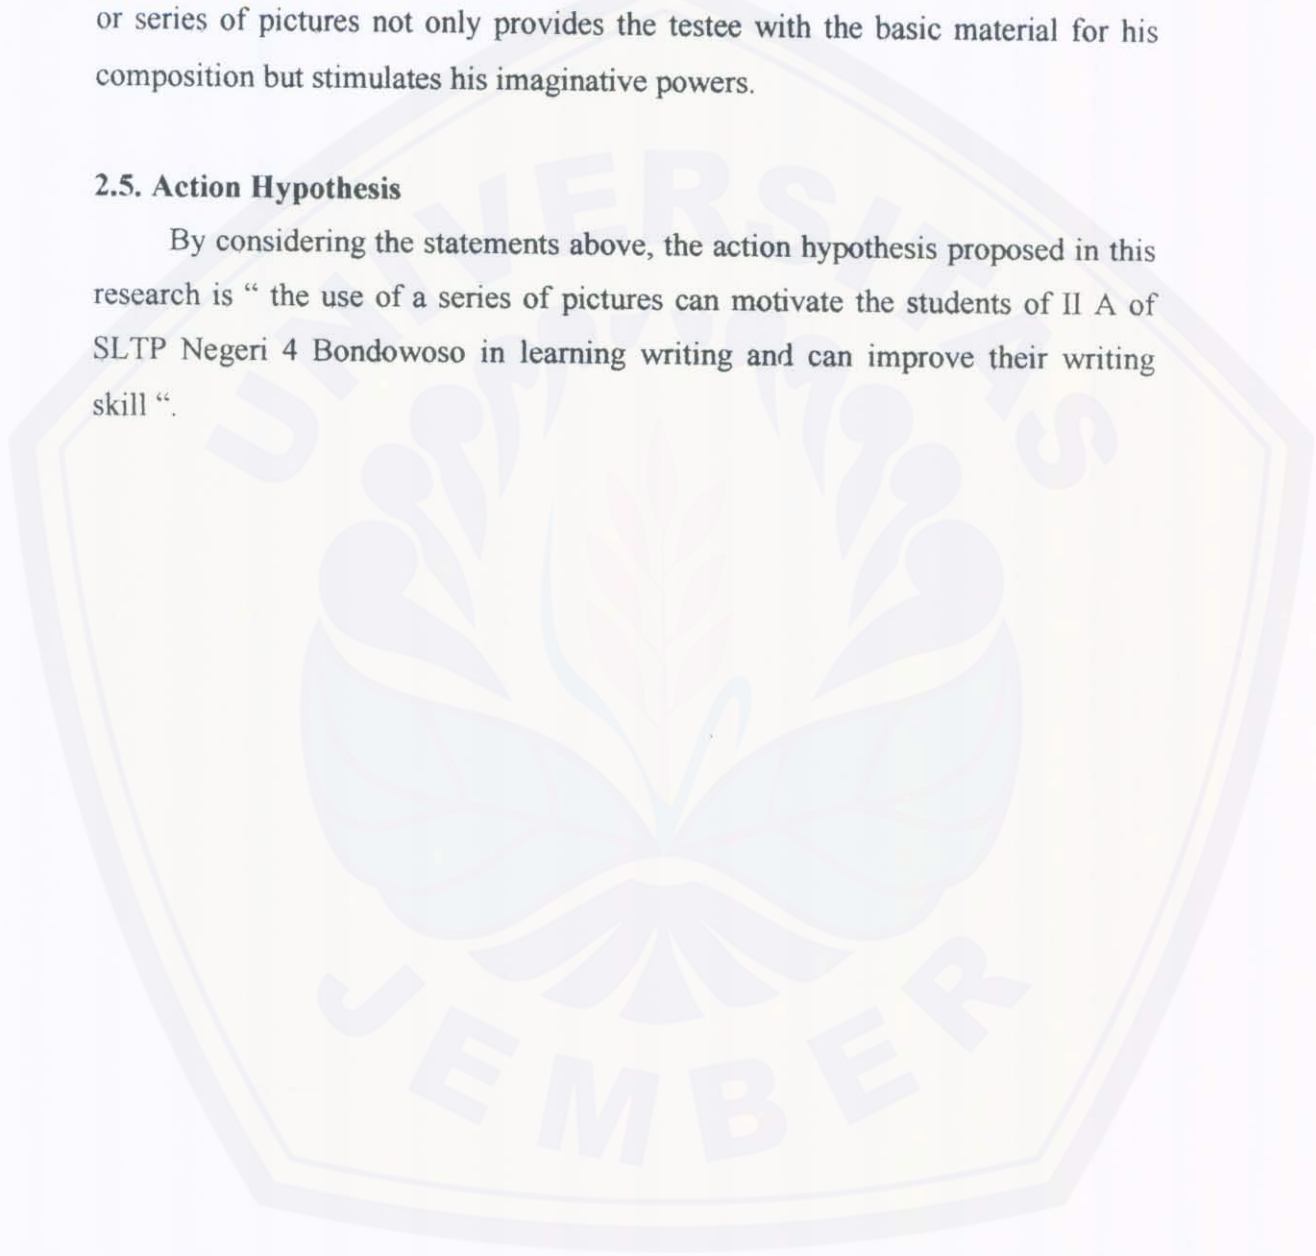 or series of pictures not only provides the testee with the basic material for his
composition but stimulates his imaginative powers.
2.5. Action Hypothesis
By considering the statements above, the action hypothesis proposed in this
research is “ the use of a series of pictures can motivate the students of II A of
SLTP Negeri 4 Bondowoso in learning writing and can improve their writing
skill “.
UNIVERSITAS
JEMBER